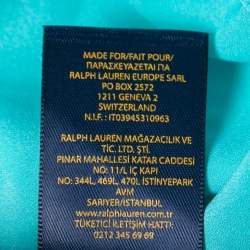 MADE FOR/FAIT POUR/
ΠΑΡΑΣΚΕΥΑΖΕΤΑΙ ΓΙΑ
RALPH LAUREN EUROPE SARL
PO BOX 2572
1211 GENEVA 2
SWITZERLAND
N.I.F.: IT03945310963
RALPH LAUREN MAĞAZACILIK VE
TİC. LTD. ŞTİ.
PINAR MAHALLESİ KATAR CADDESİ
NO: 11/L İÇ KAPI
NO: 344L, 469L, 470L İSTİNYEPARK
AVM
SARIYER/İSTANBUL
www.ralphlauren.com.tr
TÜKETİCİ İLETİŞİM HATTI:
0212 345 69 69